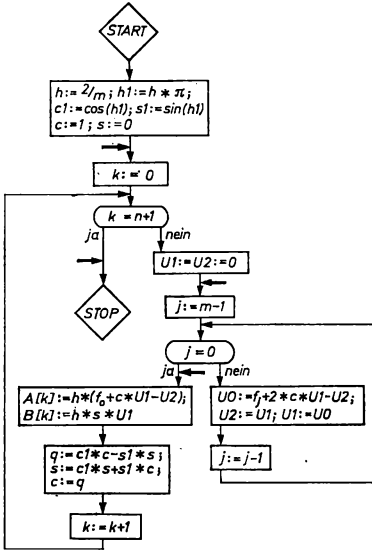 START
h:= 2/m ; h1:= h * π;
c1:=cos(h1); s1:=sin(h1)
c:=1 ; s:=0
k:= 0
k = n+1
ja
nein
U1:= U2:=0
STOP
j:= m-1
j=0
ja
nein
A[k]:=h*(fo+c*U1-U2);
B[k]:=h*s*U1
U0:=fj+2*c*U1-U2;
U2:=U1; U1:=U0
q:=c1*c-s1*s ;
s:=c1*s+s1*c ;
c:=q
j:=j-1
k:=k+1